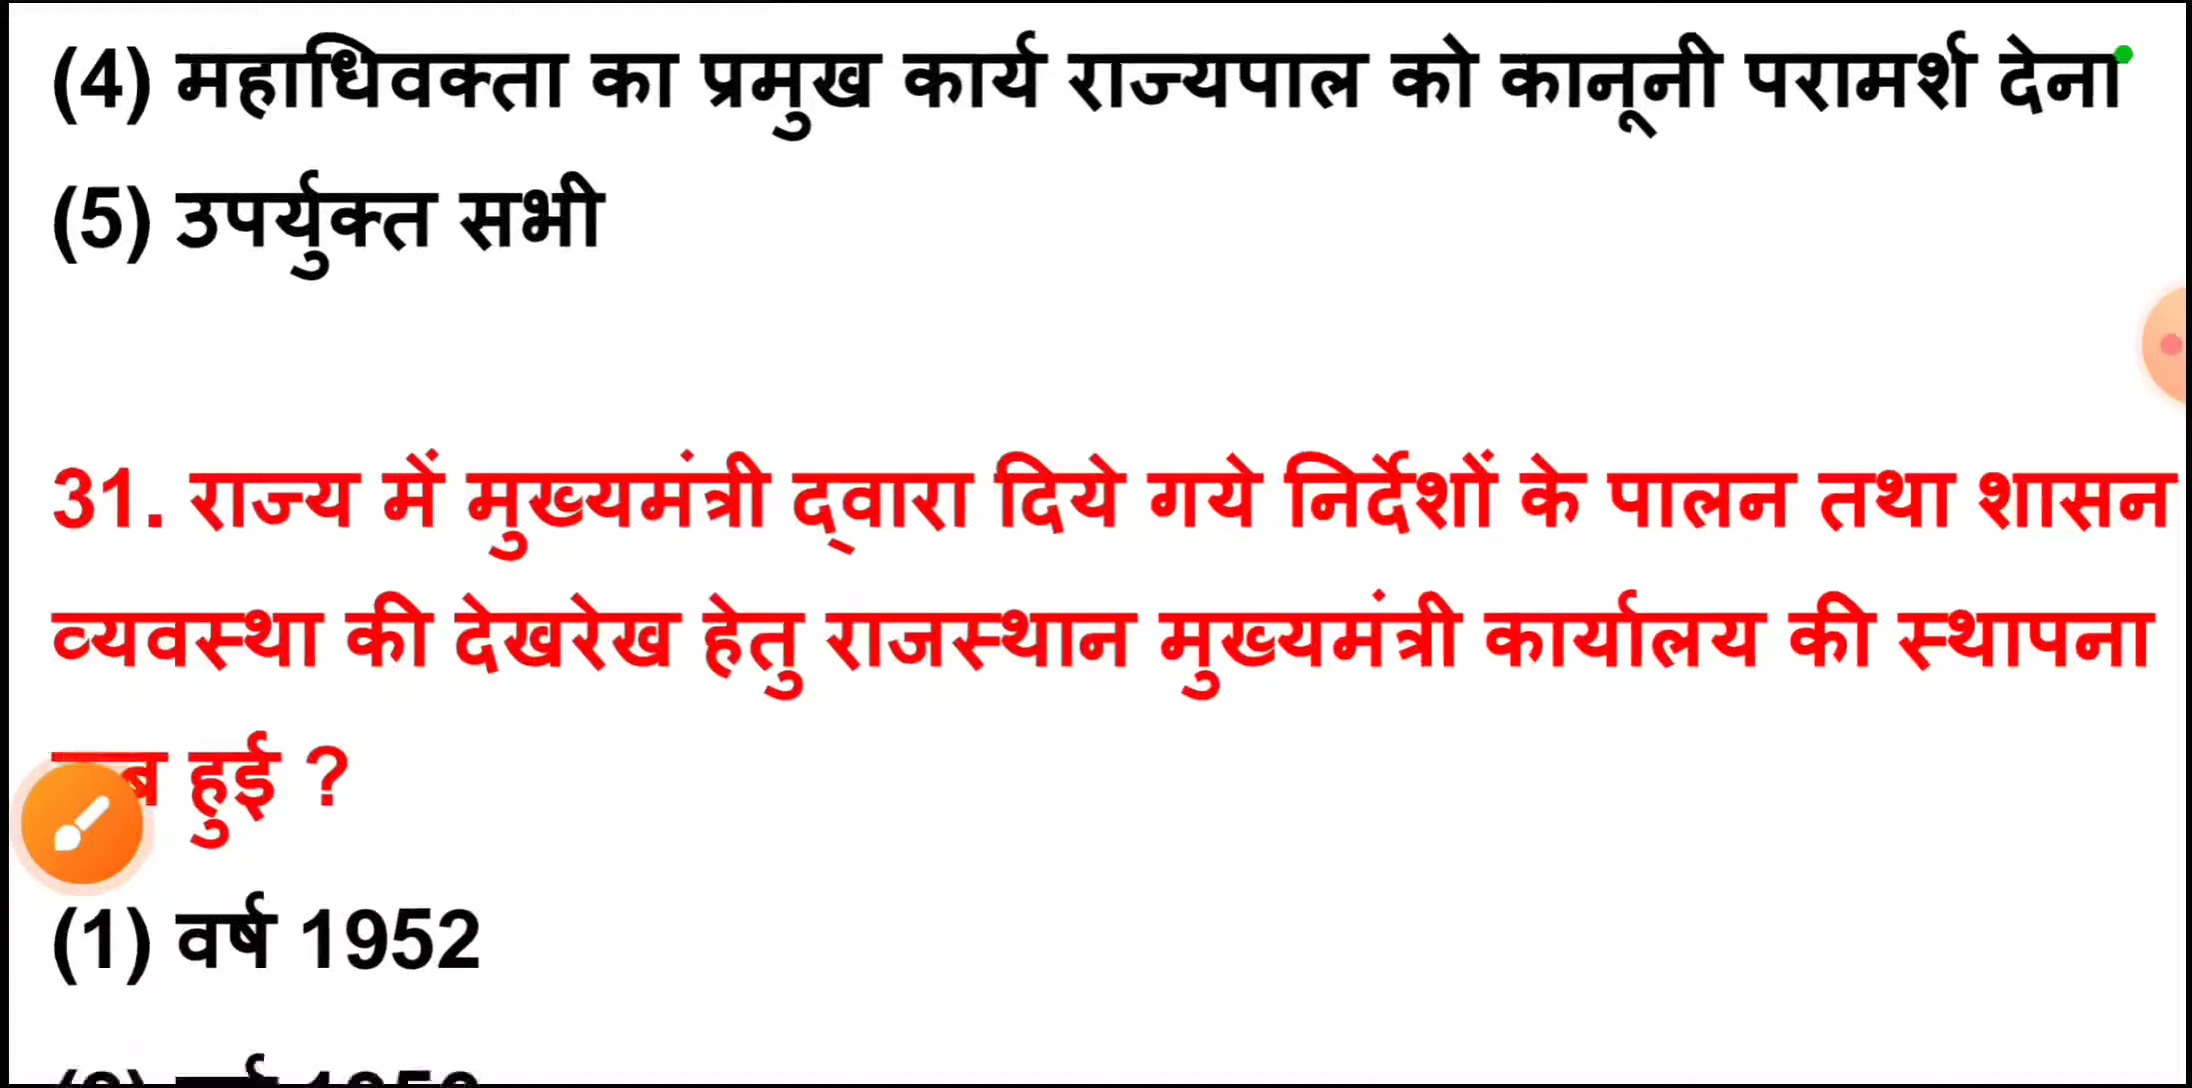 (4) महाधिवक्ता का प्रमुख कार्य राज्यपाल को कानूनी परामर्श देना
(5) उपर्युक्त सभी
31. राज्य में मुख्यमंत्री द्वारा दिये गये निर्देशों के पालन तथा शासन
व्यवस्था की देखरेख हेतु राजस्थान मुख्यमंत्री कार्यालय की स्थापना
हुई ?
(1) वर्ष 1952